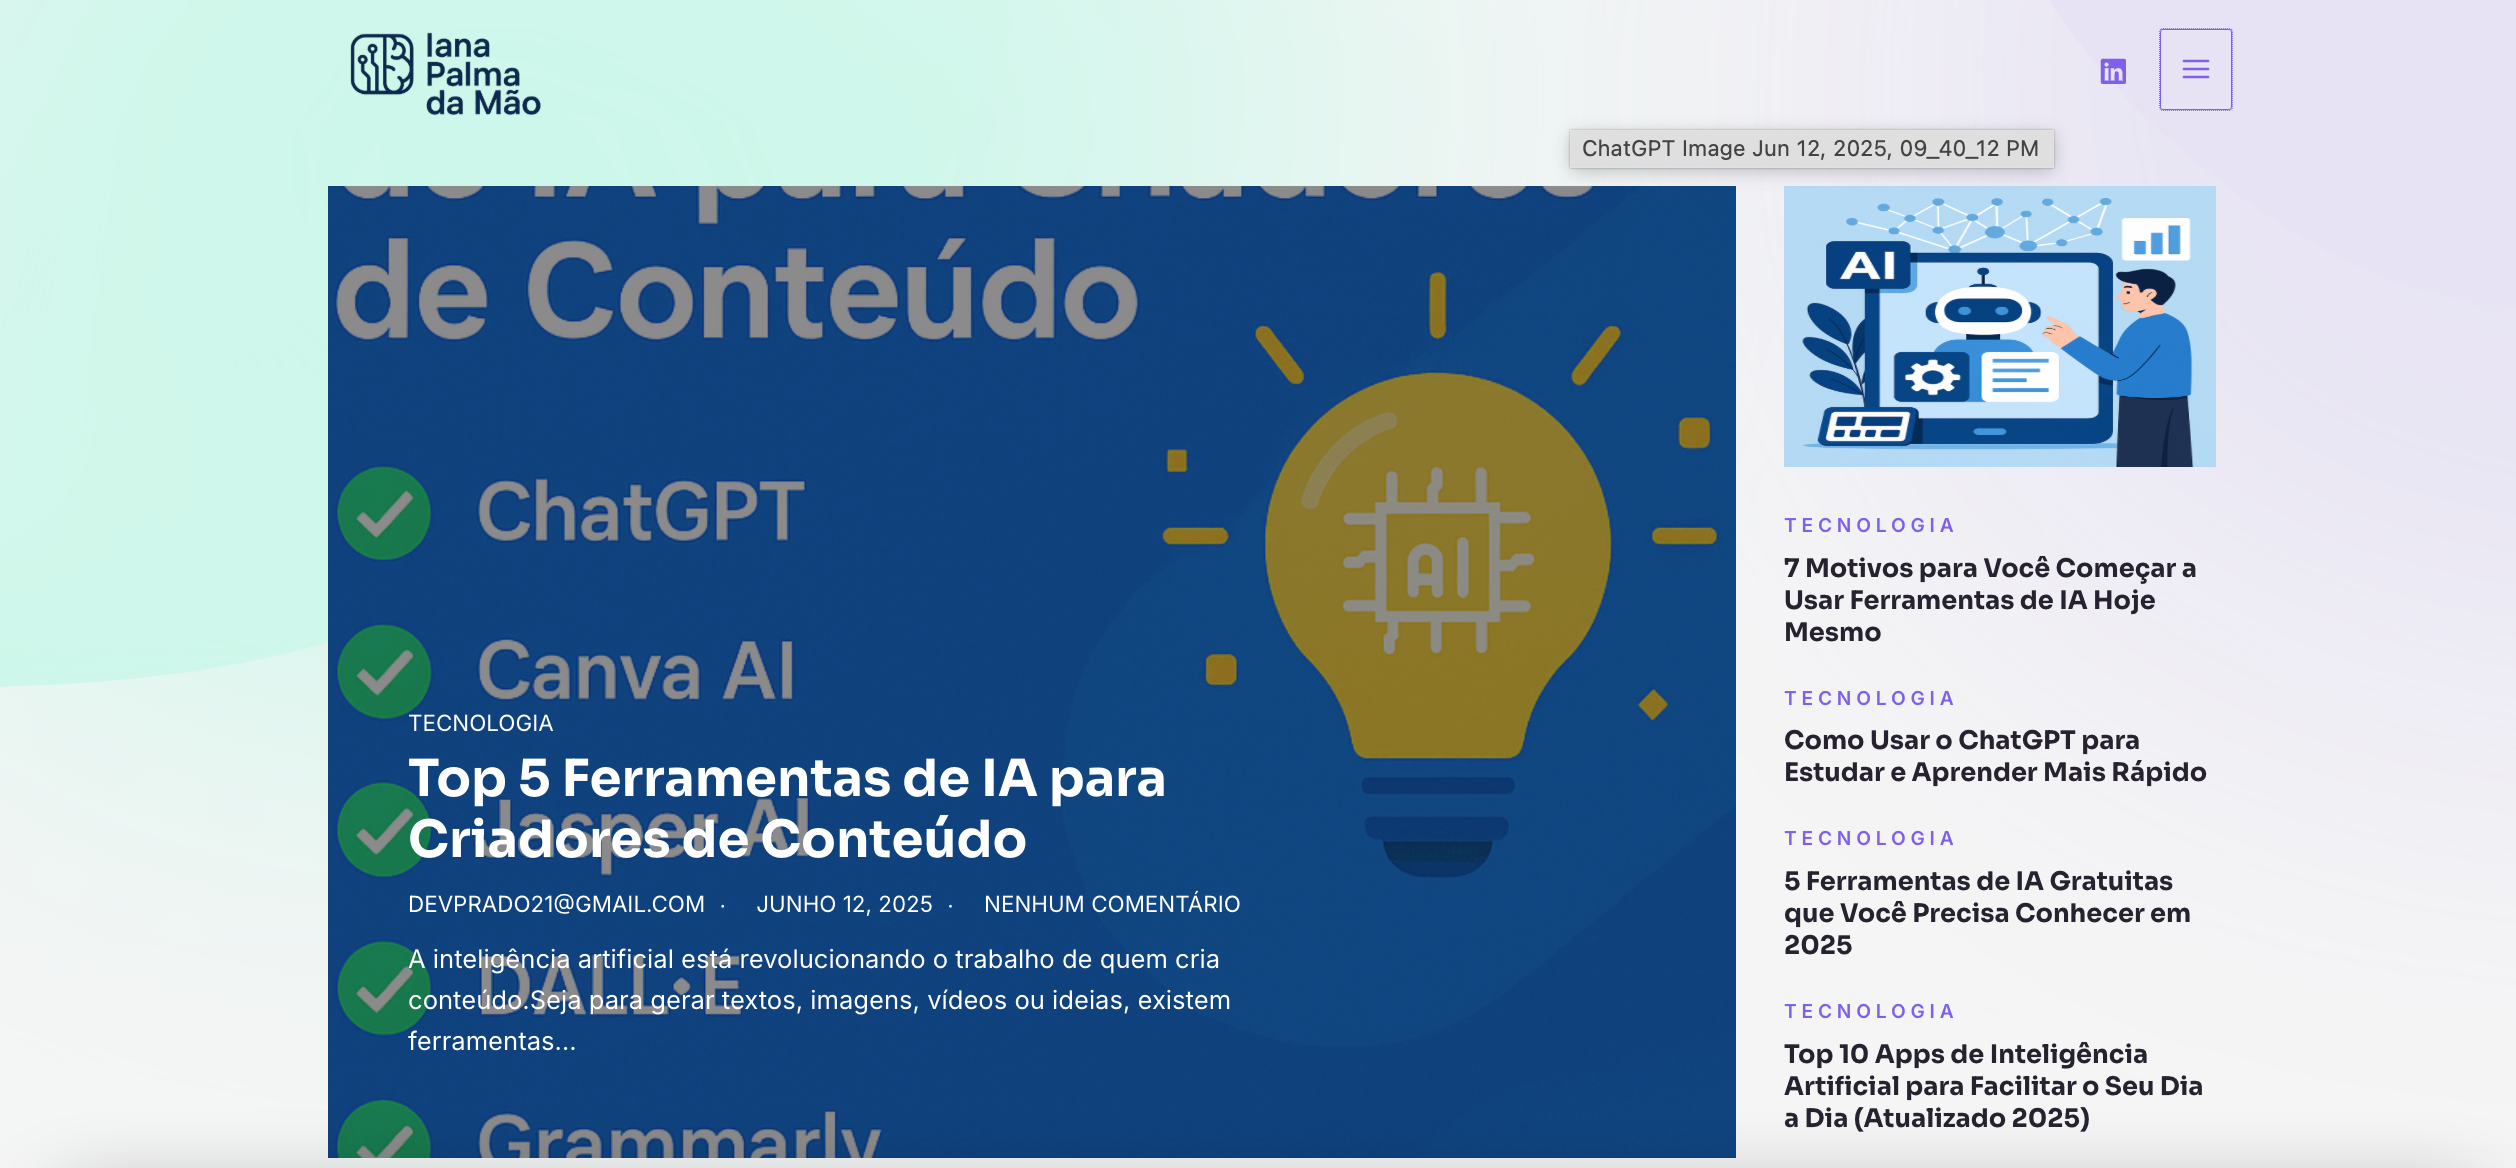 Iana
Palma
da Mão
in
ChatGPT Image Jun 12, 2025, 09_40_12 PM
de IA para Criadores
de Conteúdo
ChatGPT
AI
Canva AI
TECNOLOGIA
Top 5 Ferramentas de IA para
Jasper AI
Criadores de Conteúdo
DEVPRADO21@GMAIL.COM · JUNHO 12, 2025 · NENHUM COMENTÁRIO
A inteligência artificial está revolucionando o trabalho de quem cria
DALL·E
conteúdo.Seja para gerar textos, imagens, vídeos ou ideias, existem
ferramentas...
Grammarly
AI
TECNOLOGIA
7 Motivos para Você Começar a
Usar Ferramentas de IA Hoje
Mesmo
TECNOLOGIA
Como Usar o ChatGPT para
Estudar e Aprender Mais Rápido
TECNOLOGIA
5 Ferramentas de IA Gratuitas
que Você Precisa Conhecer em
2025
TECNOLOGIA
Top 10 Apps de Inteligência
Artificial para Facilitar o Seu Dia
a Dia (Atualizado 2025)